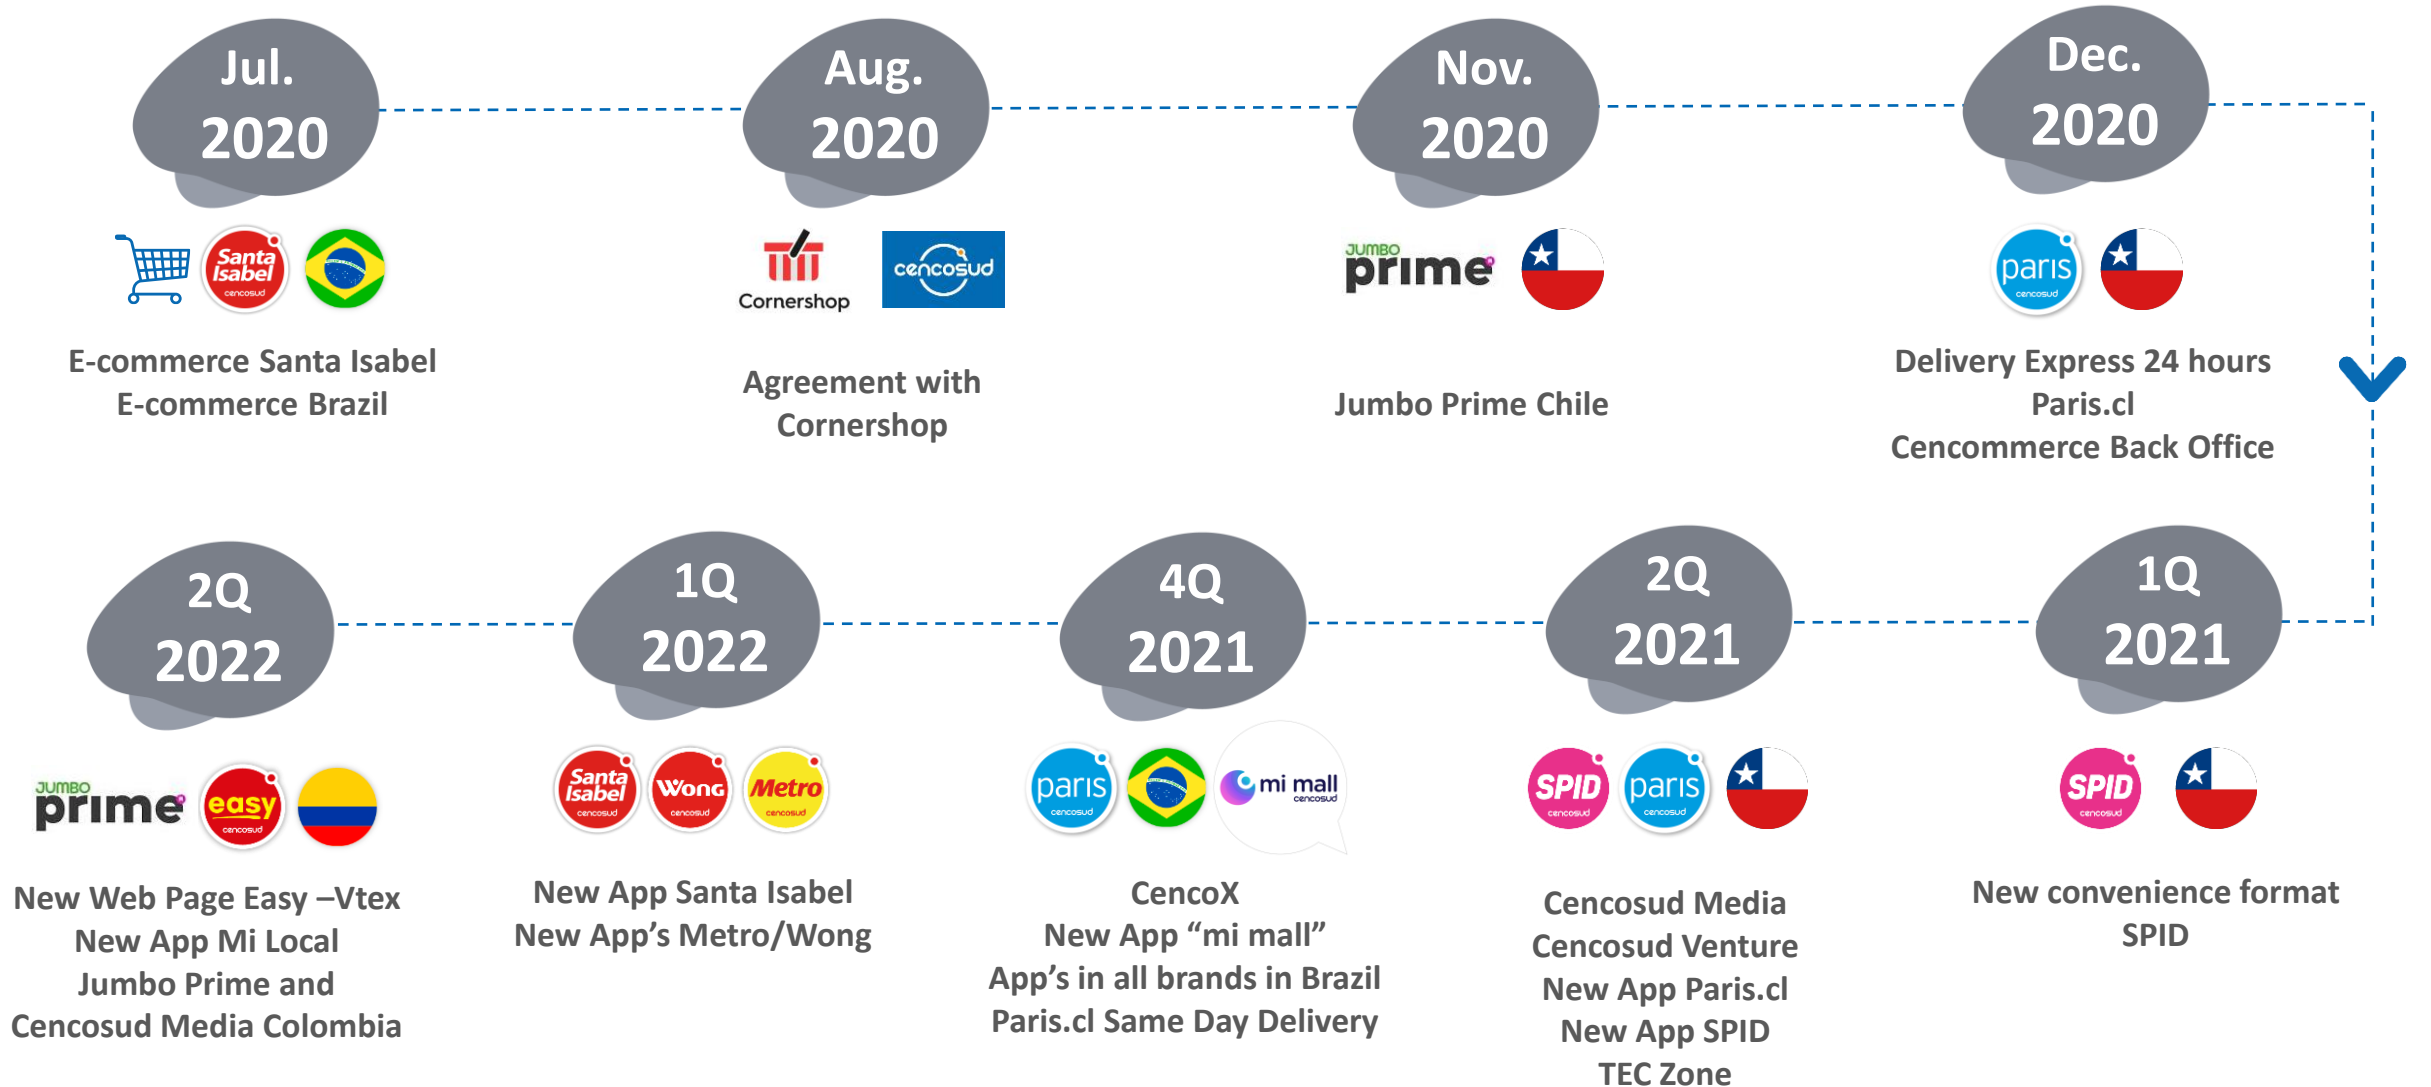 Jul.
2020
Aug.
2020
Nov.
2020
Dec.
2020
Santa
Isabel
cencosud
Cornershop
cencosud
JUMBO
prime
paris
cencosud
E-commerce Santa Isabel
E-commerce Brazil
Agreement with
Cornershop
Jumbo Prime Chile
Delivery Express 24 hours
Paris.cl
Cencommerce Back Office
2Q
2022
1Q
2022
4Q
2021
2Q
2021
1Q
2021
JUMBO
prime
easy
cencosud
Santa
Isabel
cencosud
Wong
cencosud
Metro
cencosud
paris
cencosud
mi mall
cencosud
SPID
cencosud
paris
cencosud
SPID
cencosud
New Web Page Easy –Vtex
New App Mi Local
Jumbo Prime and
Cencosud Media Colombia
New App Santa Isabel
New App’s Metro/Wong
CencoX
New App “mi mall”
App’s in all brands in Brazil
Paris.cl Same Day Delivery
Cencosud Media
Cencosud Venture
New App Paris.cl
New App SPID
TEC Zone
New convenience format
SPID